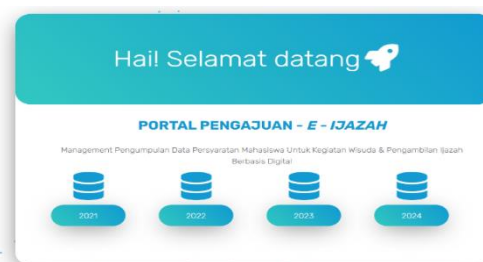 Hai! Selamat datang
PORTAL PENGAJUAN - E - IJAZAH
Management Pengumpulan Data Persyaratan Mahasiswa Untuk Kegiatan Wisuda & Pengambilan Ijazah
Berbasis Digital
2021 2022 2023 2024